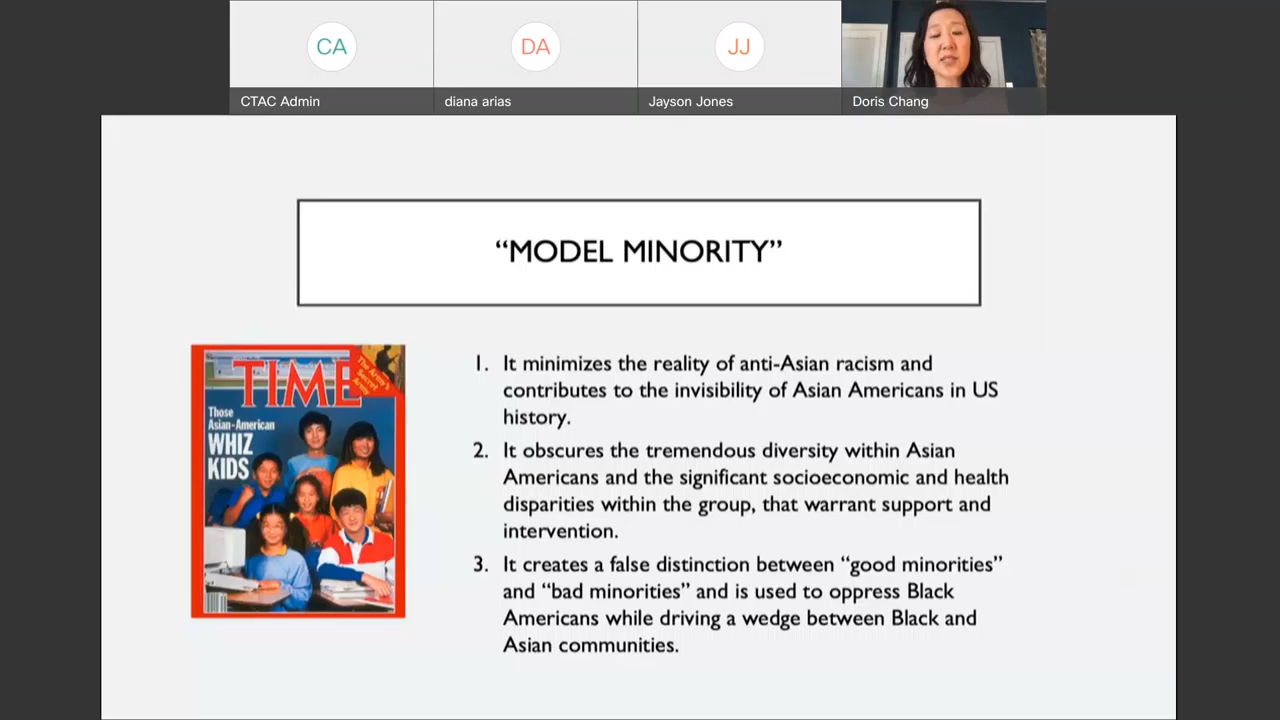 CA
DA
JJ
CTAC Admin
diana arias
Jayson Jones
Doris Chang
“MODEL MINORITY”
TIME
The Army's
Secret
Army
Those
Asian-American
WHIZ
KIDS
1. It minimizes the reality of anti-Asian racism and
contributes to the invisibility of Asian Americans in US
history.
2. It obscures the tremendous diversity within Asian
Americans and the significant socioeconomic and health
disparities within the group, that warrant support and
intervention.
3. It creates a false distinction between “good minorities”
and “bad minorities” and is used to oppress Black
Americans while driving a wedge between Black and
Asian communities.